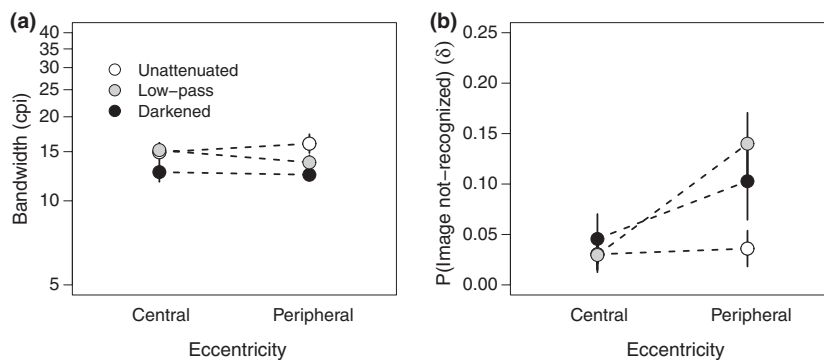 (a)
Bandwidth (cpi)
40
35
30
25
20
15
10
5
Unattenuated
Low−pass
Darkened
Central
Peripheral
Eccentricity
(b)
P(Image not−recognized) (δ)
0.25
0.20
0.15
0.10
0.05
0.00
Central
Peripheral
Eccentricity